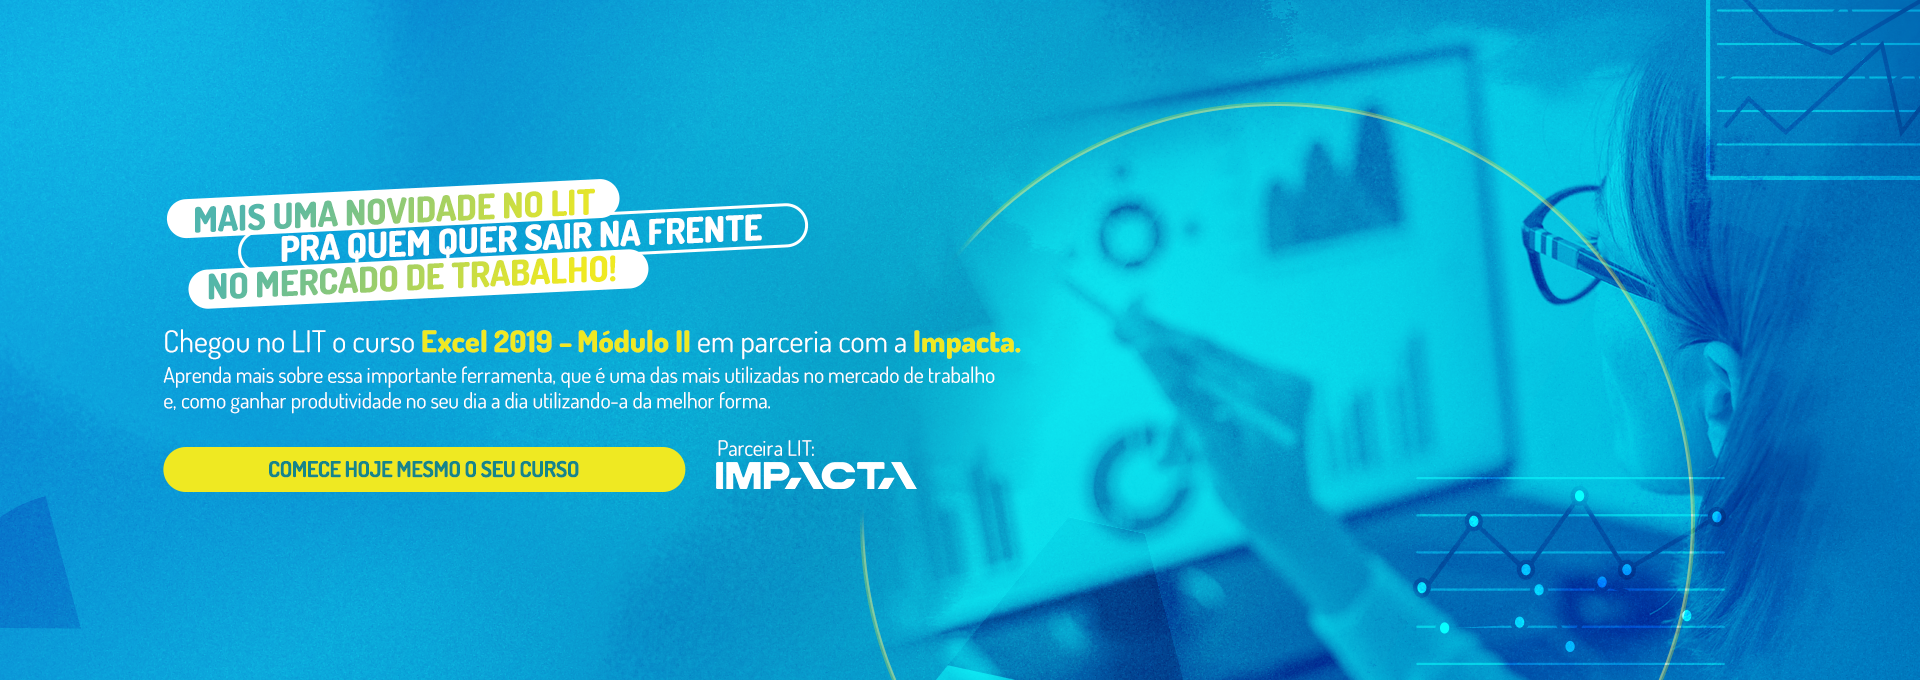 MAIS UMA NOVIDADE NO LIT
PRA QUEM QUER SAIR NA FRENTE
NO MERCADO DE TRABALHO!
Chegou no LIT o curso Excel 2019 - Módulo II em parceria com a Impacta.
Aprenda mais sobre essa importante ferramenta, que é uma das mais utilizadas no mercado de trabalho
e, como ganhar produtividade no seu dia a dia utilizando-a da melhor forma.
COMECE HOJE MESMO O SEU CURSO
Parceira LIT:
IMPACTA